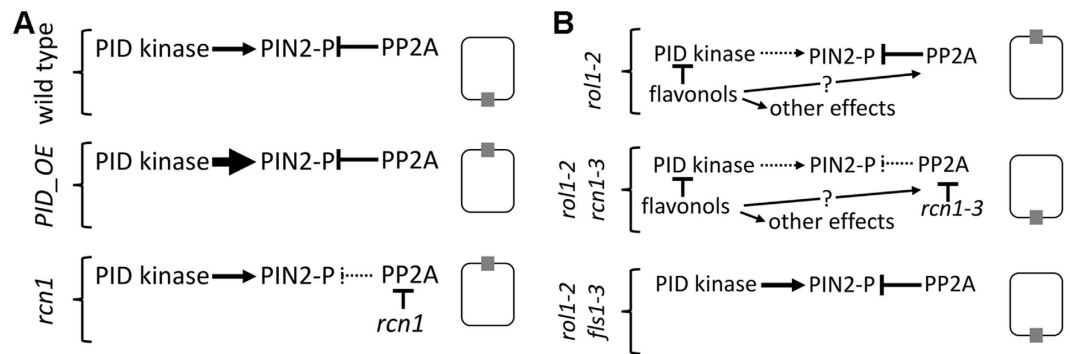 A
wild type
PID kinase PIN2-P PP2A
PID_OE
PID kinase PIN2-P PP2A
rcn1
PID kinase PIN2-P PP2A
rcn1
B
rol1-2
PID kinase PIN2-P PP2A
?
flavonols
other effects
rol1-2
rcn1-3
PID kinase PIN2-P PP2A
?
flavonols
rcn1-3
other effects
rol1-2
fls1-3
PID kinase PIN2-P PP2A